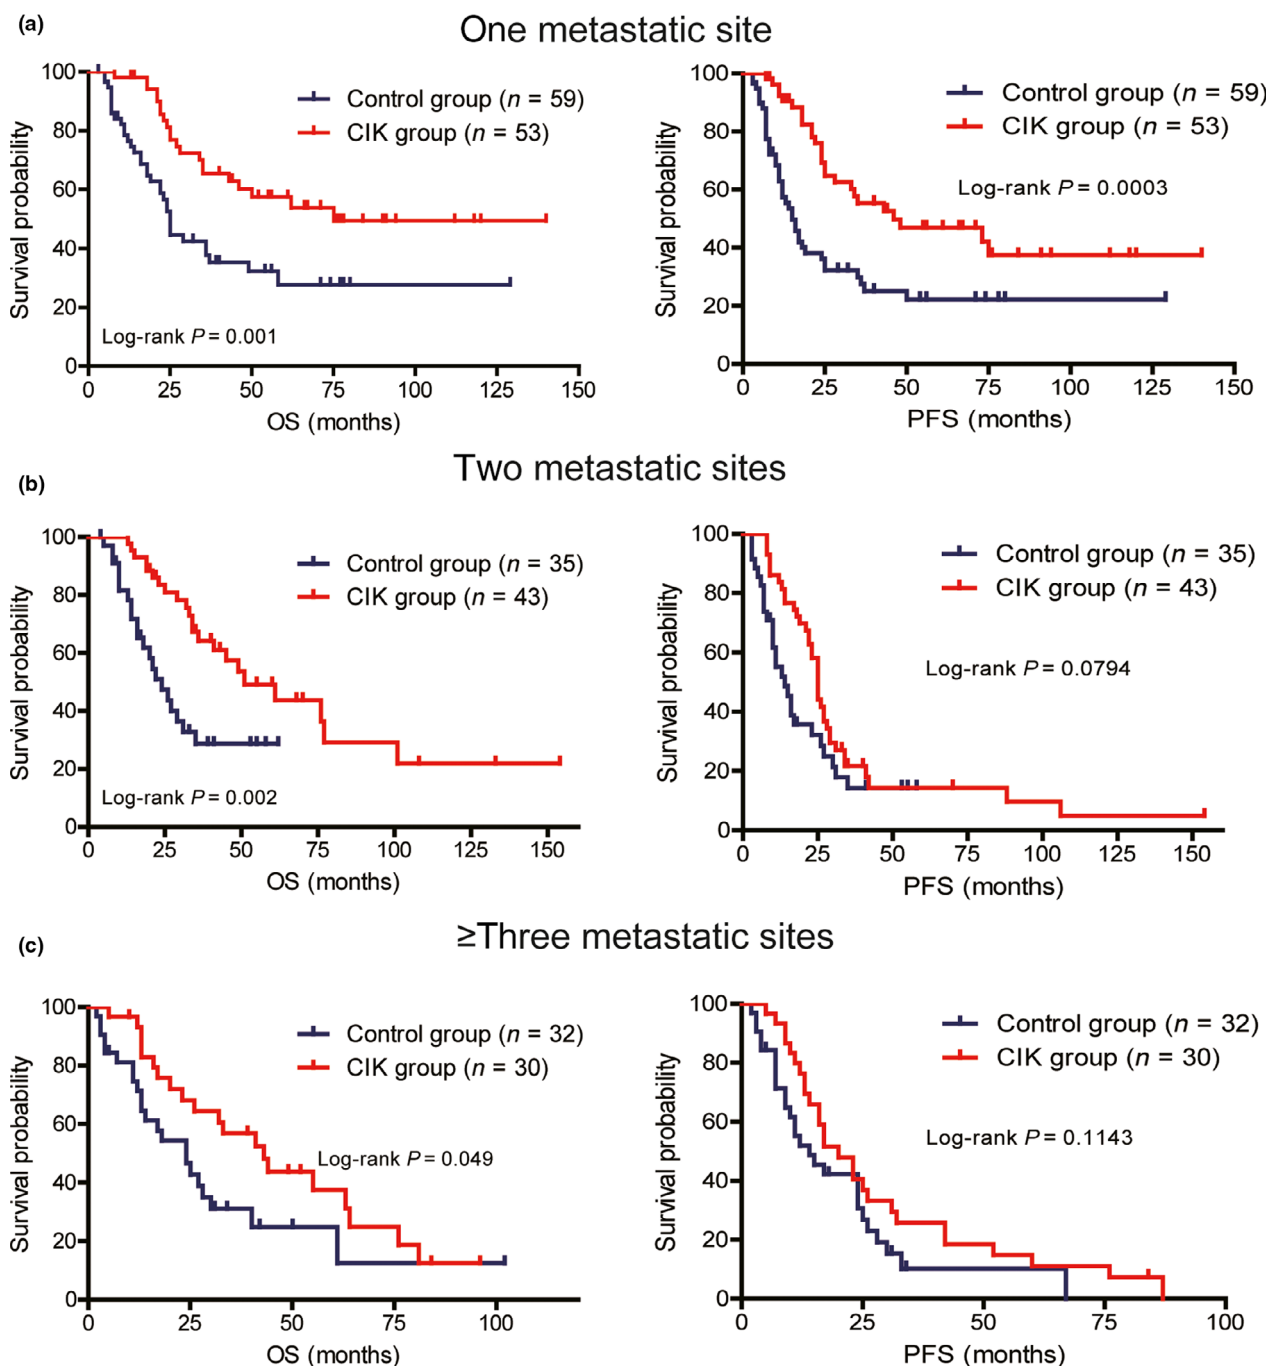 (a)
One metastatic site
Survival probability
100
80
60
40
20
0
Control group (n = 59)
CIK group (n = 53)
Log-rank P = 0.001
0 25 50 75 100 125 150
OS (months)
Survival probability
100
80
60
40
20
0
Control group (n = 59)
CIK group (n = 53)
Log-rank P = 0.0003
0 25 50 75 100 125 150
PFS (months)
(b)
Two metastatic sites
Survival probability
100
80
60
40
20
0
Control group (n = 35)
CIK group (n = 43)
Log-rank P = 0.002
0 25 50 75 100 125 150
OS (months)
Survival probability
100
80
60
40
20
0
Control group (n = 35)
CIK group (n = 43)
Log-rank P = 0.0794
0 25 50 75 100 125 150
PFS (months)
(c)
≥Three metastatic sites
Survival probability
100
80
60
40
20
0
Control group (n = 32)
CIK group (n = 30)
Log-rank P = 0.049
0 25 50 75 100
OS (months)
Survival probability
100
80
60
40
20
0
Control group (n = 32)
CIK group (n = 30)
Log-rank P = 0.1143
0 25 50 75 100
PFS (months)